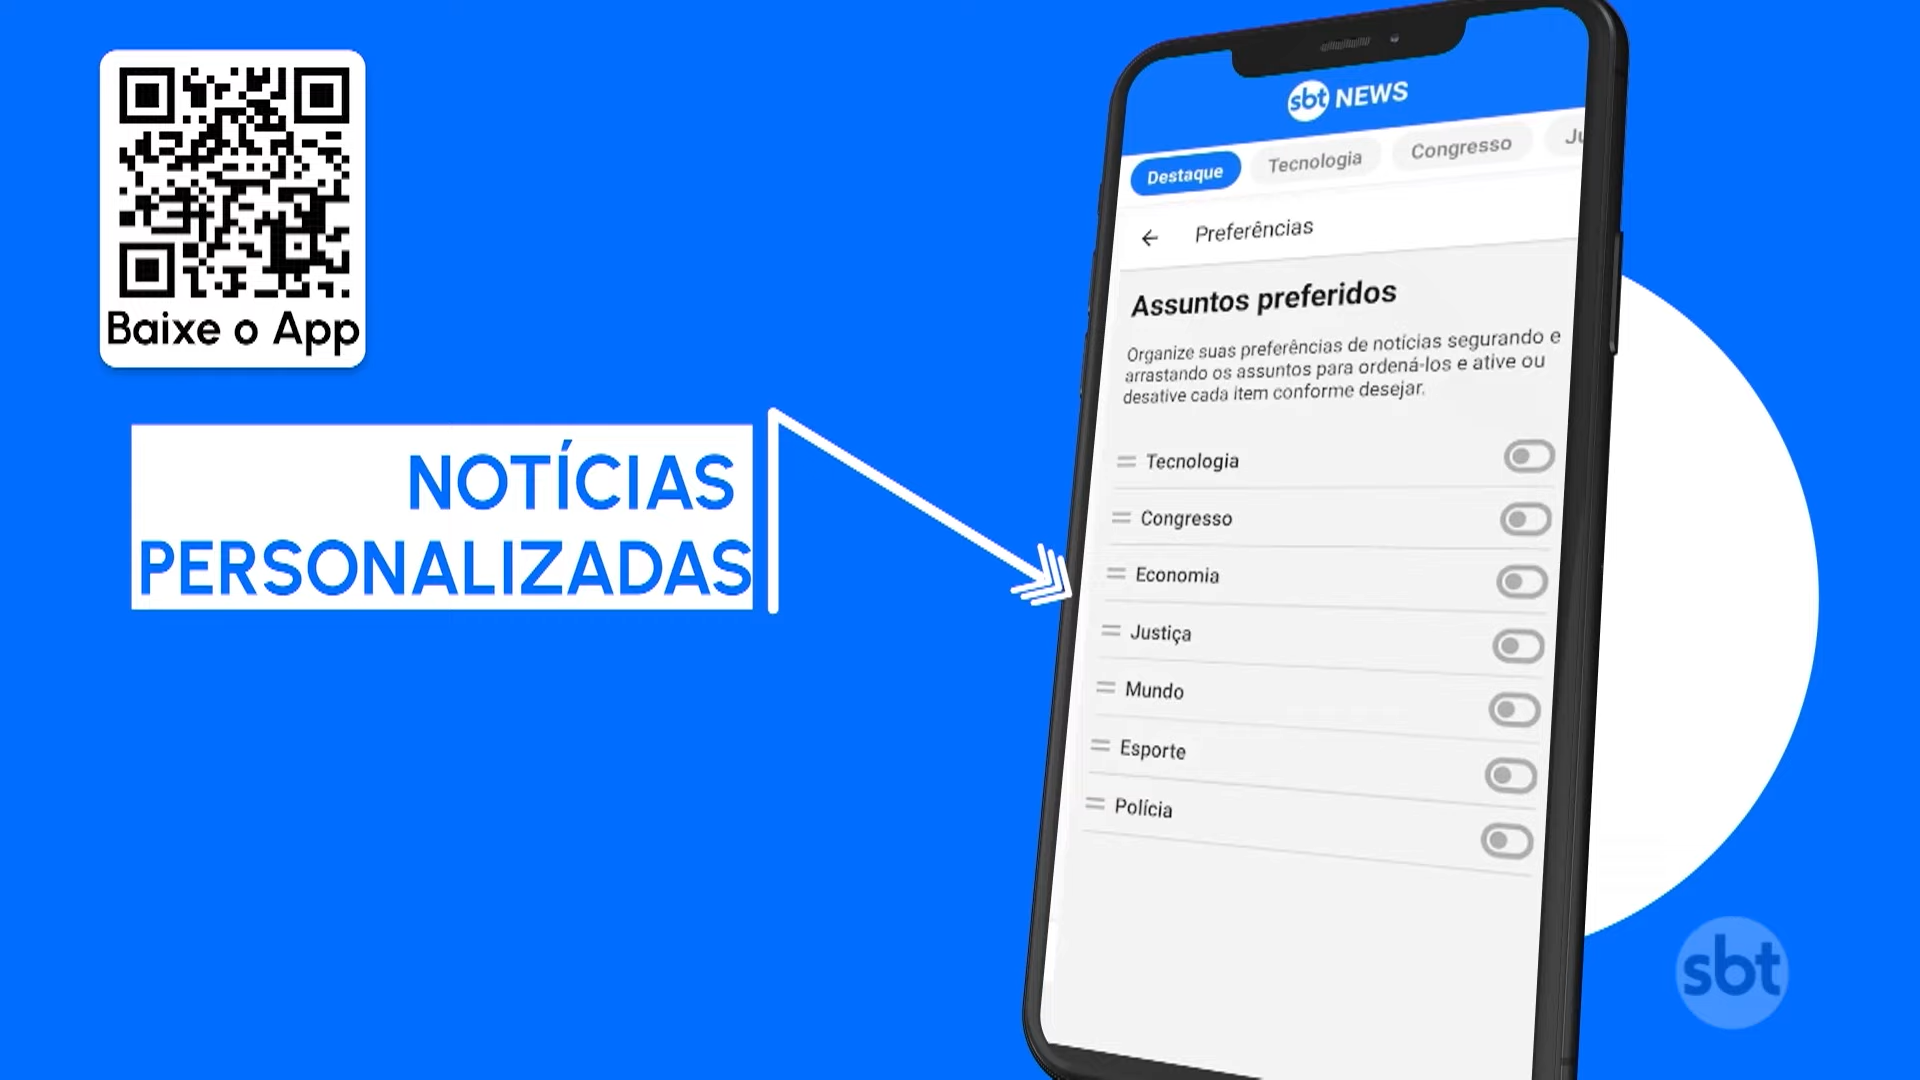 Baixe o App
NOTÍCIAS
PERSONALIZADAS
sbt NEWS
Destaque
Tecnologia
Congresso
Ju
Preferências
Assuntos preferidos
Organize suas preferências de notícias segurando e
arrastando os assuntos para ordená-los e ative ou
desative cada item conforme desejar.
Tecnologia
Congresso
Economia
Justiça
Mundo
Esporte
Polícia
sbt